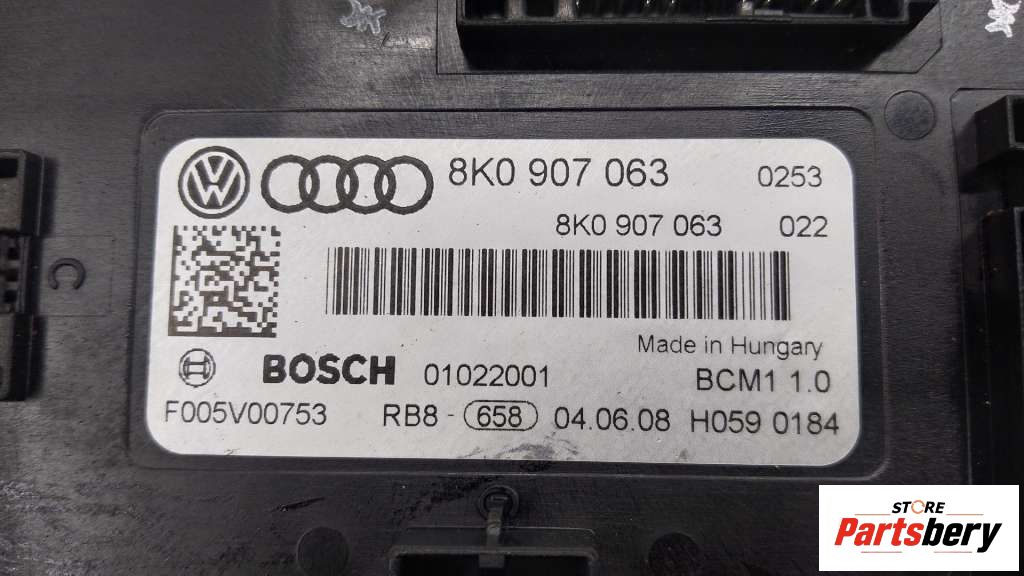 8K0 907 063 0253
8K0 907 063 022
Made in Hungary
BOSCH 01022001 BCM1 1.0
F005V00753 RB8 - 658 04.06.08 H059 0184
C
STORE
Partsbery